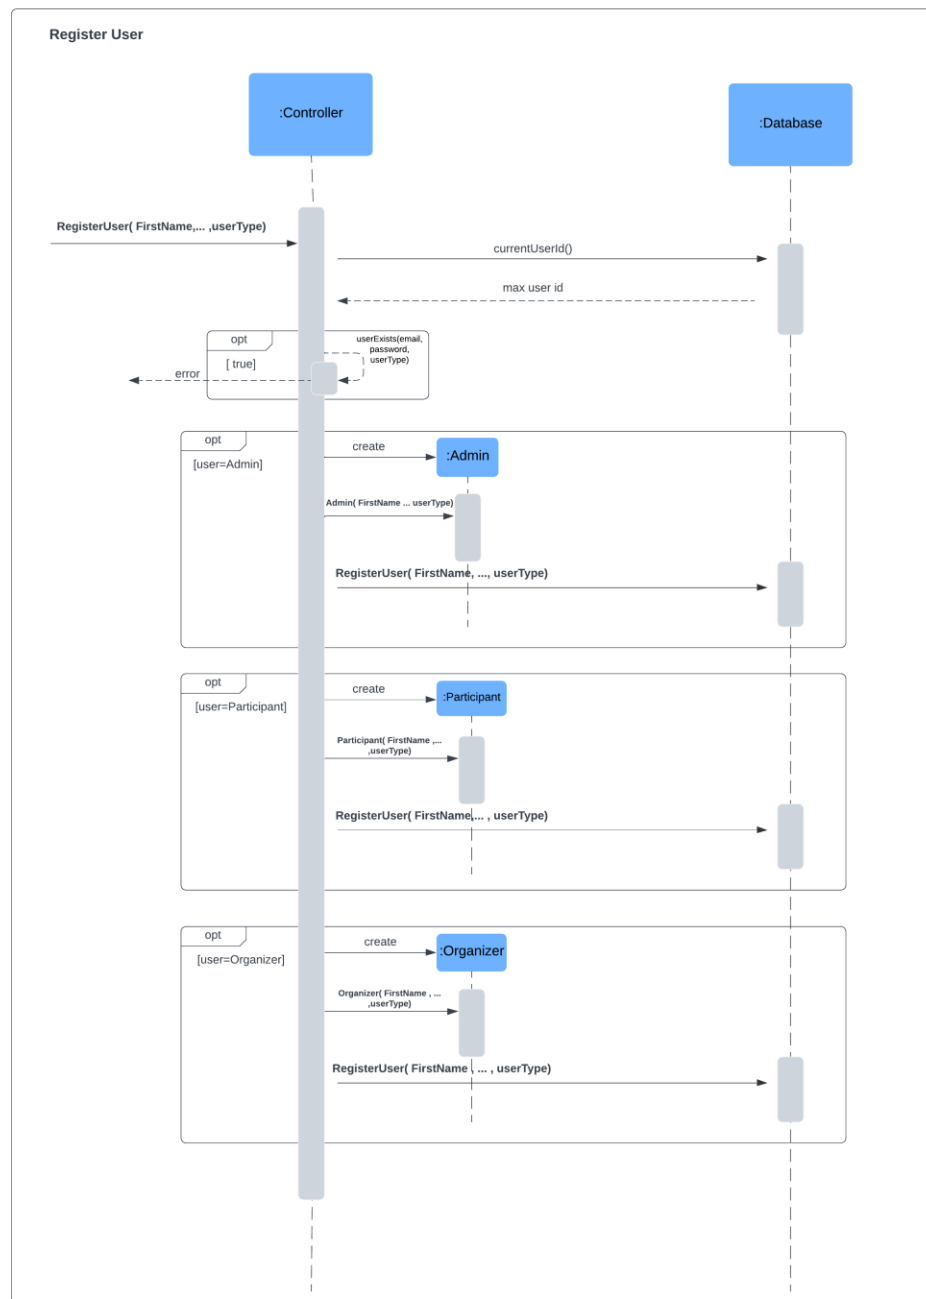 Register User
:Controller
:Database
RegisterUser( FirstName,... ,userType)
currentUserId()
max user id
opt
userExists(email,
password,
userType)
[ true]
error
opt
create
:Admin
[user=Admin]
Admin( FirstName ... userType)
RegisterUser( FirstName, ..., userType)
opt
create
:Participant
[user=Participant]
Participant( FirstName ,...
,userType)
RegisterUser( FirstName,... , userType)
opt
create
:Organizer
[user=Organizer]
Organizer( FirstName , ...
,userType)
RegisterUser( FirstName , ... , userType)